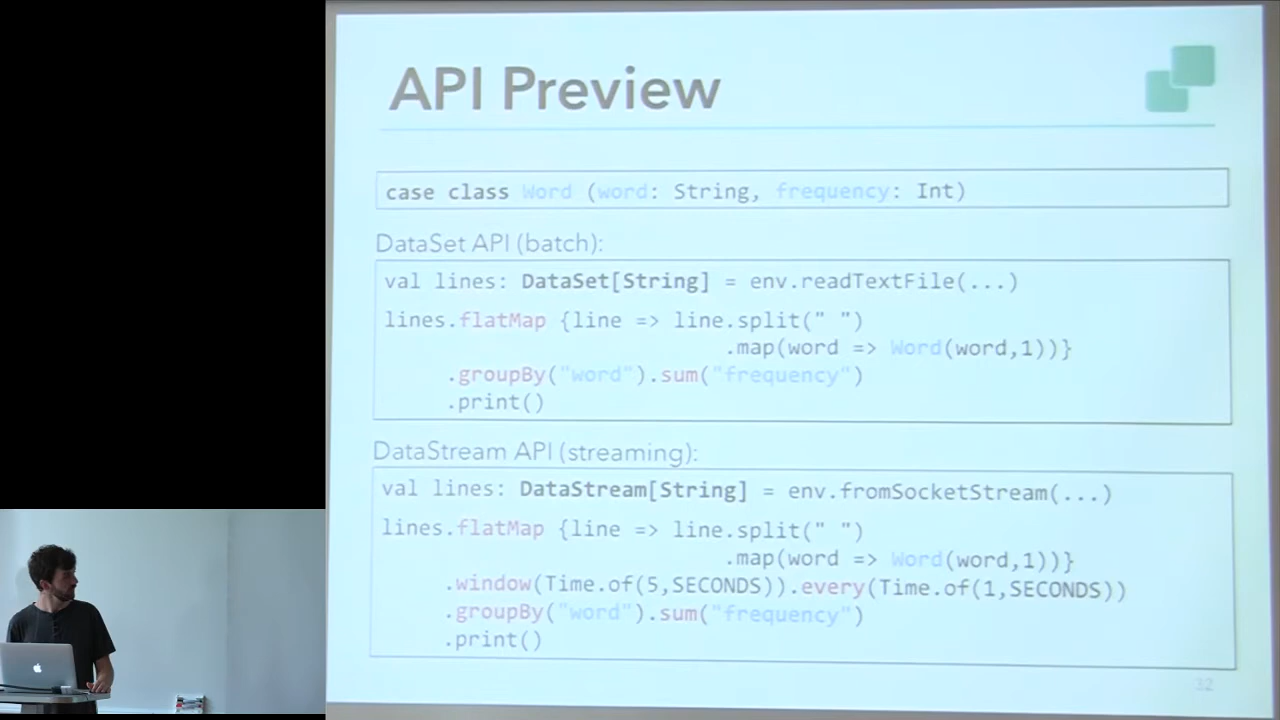 API Preview
case class Word (word: String, frequency: Int)
DataSet API (batch):
val lines: DataSet[String] = env.readTextFile(...)
lines.flatMap {line => line.split(" ")
.map(word => Word(word,1))}
.groupBy("word").sum("frequency")
.print()
DataStream API (streaming):
val lines: DataStream[String] = env.fromSocketStream(...)
lines.flatMap {line => line.split(" ")
.map(word => Word(word,1))}
.window(Time.of(5,SECONDS)).every(Time.of(1,SECONDS))
.groupBy("word").sum("frequency")
.print()
32